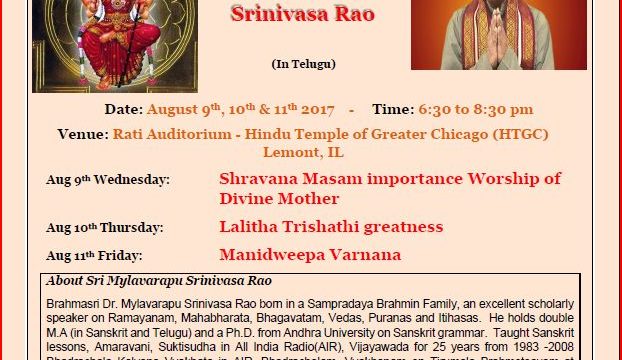 Srinivasa Rao
(In Telugu)
Date: August 9th, 10th & 11th 2017 - Time: 6:30 to 8:30 pm
Venue: Rati Auditorium - Hindu Temple of Greater Chicago (HTGC)
Lemont, IL
Aug 9th Wednesday: Shravana Masam importance Worship of
Divine Mother
Aug 10th Thursday: Lalitha Trishathi greatness
Aug 11th Friday: Manidweepa Varnana
About Sri Mylavarapu Srinivasa Rao
Brahmasri Dr. Mylavarapu Srinivasa Rao born in a Sampradaya Brahmin Family, an excellent scholarly
speaker on Ramayanam, Mahabharata, Bhagavatam, Vedas, Puranas and Itihasas. He holds double
M.A (in Sanskrit and Telugu) and a Ph.D. from Andhra University on Sanskrit grammar. Taught Sanskrit
lessons, Amaravani, Suktisudha in All India Radio(AIR), Vijayawada for 25 years from 1983 -2008